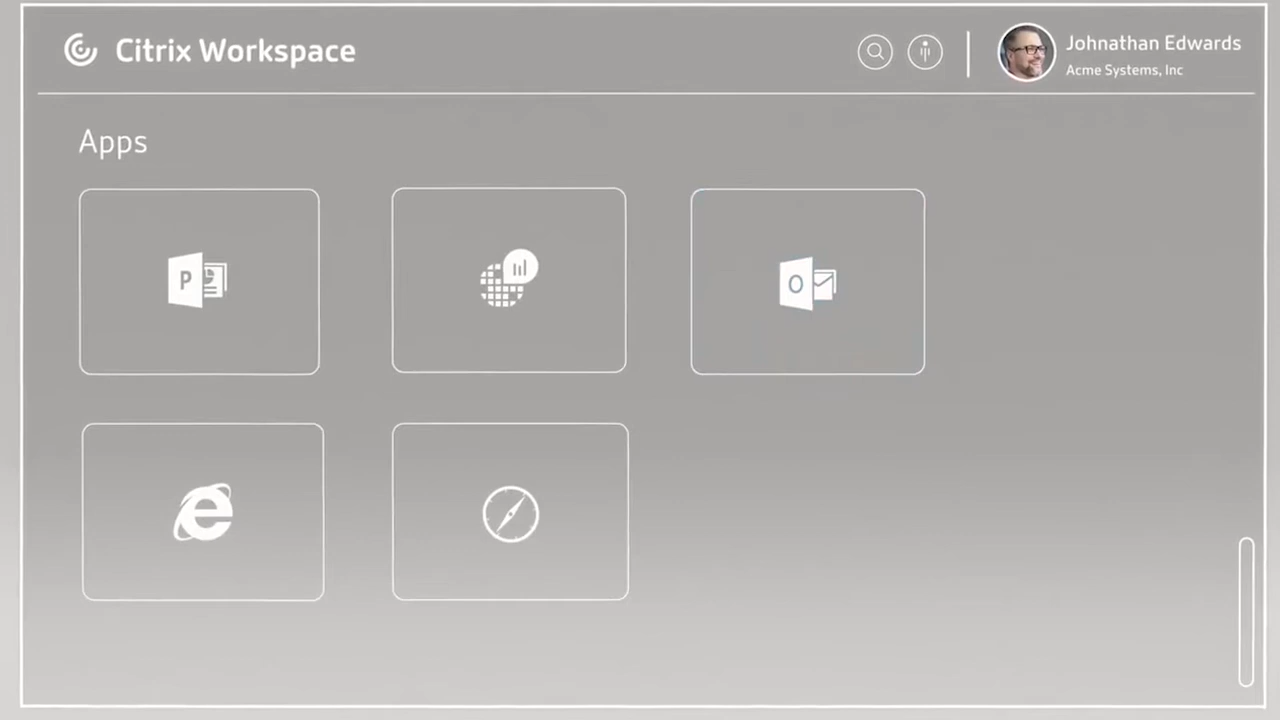 Citrix Workspace
Johnathan Edwards
Acme Systems, Inc
Apps
P
O